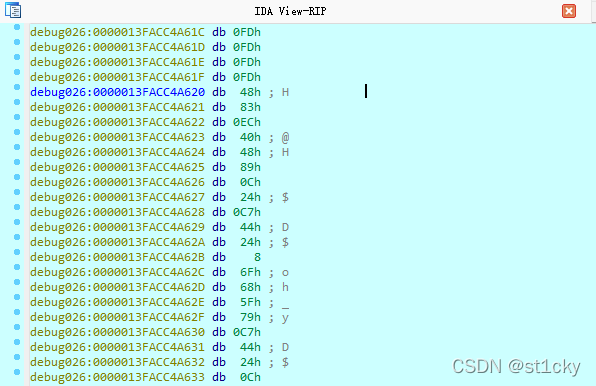 IDA View-RIP
debug026:0000013FACC4A61C db 0FDh
debug026:0000013FACC4A61D db 0FDh
debug026:0000013FACC4A61E db 0FDh
debug026:0000013FACC4A61F db 0FDh
debug026:0000013FACC4A620 db 48h ; H
debug026:0000013FACC4A621 db 83h
debug026:0000013FACC4A622 db 0ECh
debug026:0000013FACC4A623 db 40h ; @
debug026:0000013FACC4A624 db 48h ; H
debug026:0000013FACC4A625 db 89h
debug026:0000013FACC4A626 db 0Ch
debug026:0000013FACC4A627 db 24h ; $
debug026:0000013FACC4A628 db 0C7h
debug026:0000013FACC4A629 db 44h ; D
debug026:0000013FACC4A62A db 24h ; $
debug026:0000013FACC4A62B db 8
debug026:0000013FACC4A62C db 6Fh ; o
debug026:0000013FACC4A62D db 68h ; h
debug026:0000013FACC4A62E db 5Fh ; _
debug026:0000013FACC4A62F db 79h ; y
debug026:0000013FACC4A630 db 0C7h
debug026:0000013FACC4A631 db 44h ; D
debug026:0000013FACC4A632 db 24h ; $
debug026:0000013FACC4A633 db 0Ch
CSDN @st1cky